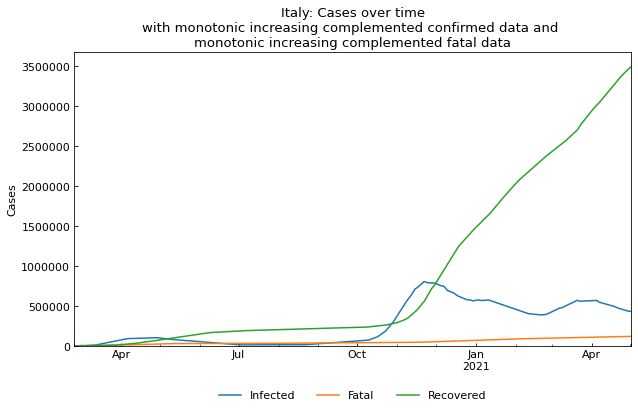 Italy: Cases over time
with monotonic increasing complemented confirmed data and
monotonic increasing complemented fatal data
3500000
3000000
2500000
2000000
1500000
1000000
500000
0
Cases
Apr Jul Oct Jan Apr
2021
Infected Fatal Recovered